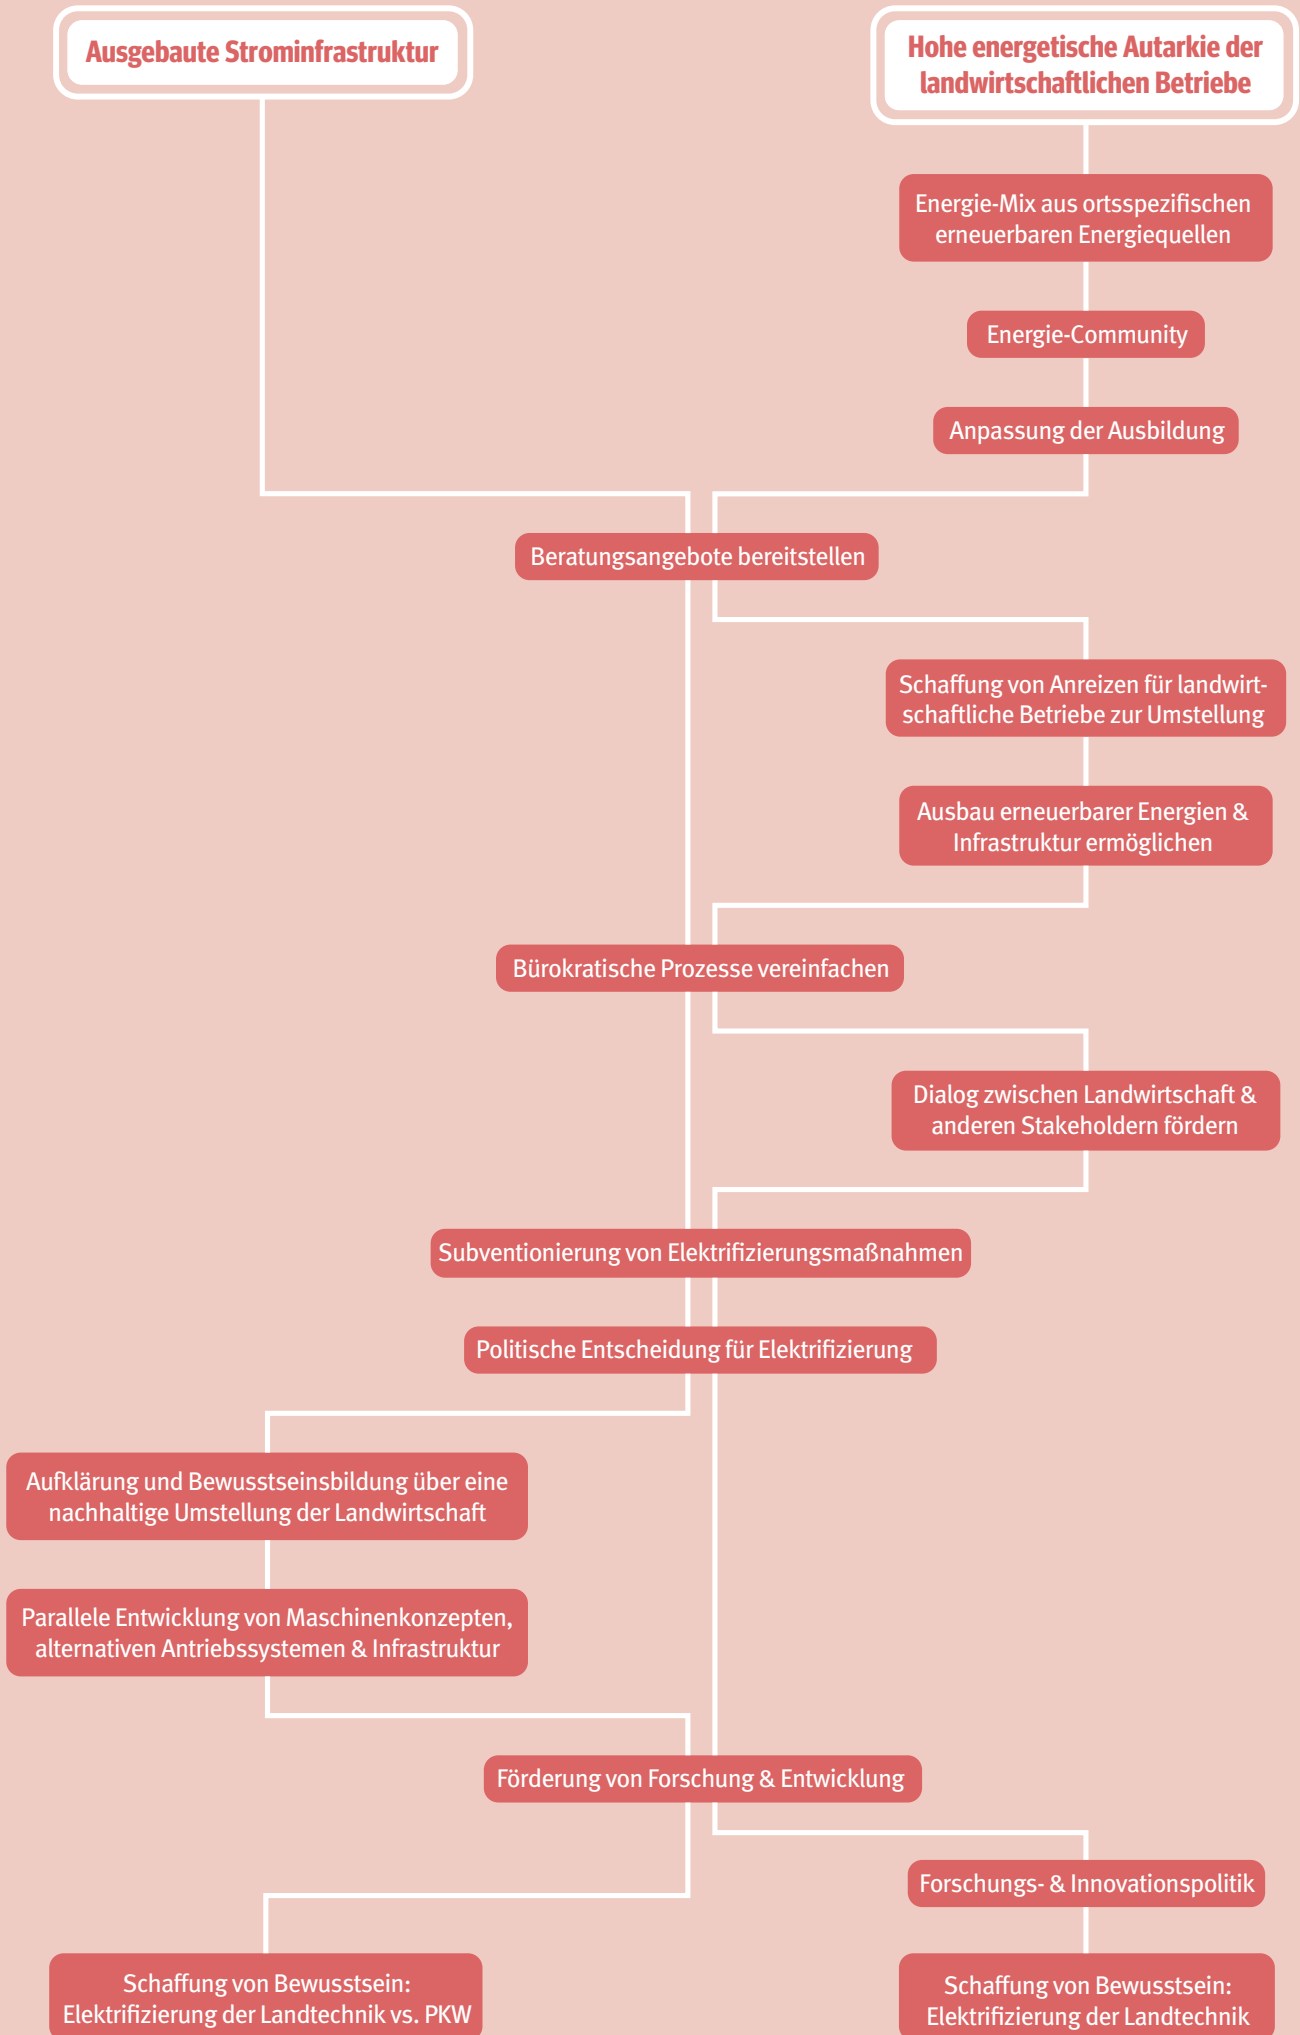 Ausgebaute Strominfrastruktur
Hohe energetische Autarkie der
landwirtschaftlichen Betriebe
Energie-Mix aus ortsspezifischen
erneuerbaren Energiequellen
Energie-Community
Anpassung der Ausbildung
Beratungsangebote bereitstellen
Schaffung von Anreizen für landwirt-
schaftliche Betriebe zur Umstellung
Ausbau erneuerbarer Energien &
Infrastruktur ermöglichen
Bürokratische Prozesse vereinfachen
Dialog zwischen Landwirtschaft &
anderen Stakeholdern fördern
Subventionierung von Elektrifizierungsmaßnahmen
Politische Entscheidung für Elektrifizierung
Aufklärung und Bewusstseinsbildung über eine
nachhaltige Umstellung der Landwirtschaft
Parallele Entwicklung von Maschinenkonzepten,
alternativen Antriebssystemen & Infrastruktur
Förderung von Forschung & Entwicklung
Forschungs- & Innovationspolitik
Schaffung von Bewusstsein:
Elektrifizierung der Landtechnik vs. PKW
Schaffung von Bewusstsein:
Elektrifizierung der Landtechnik